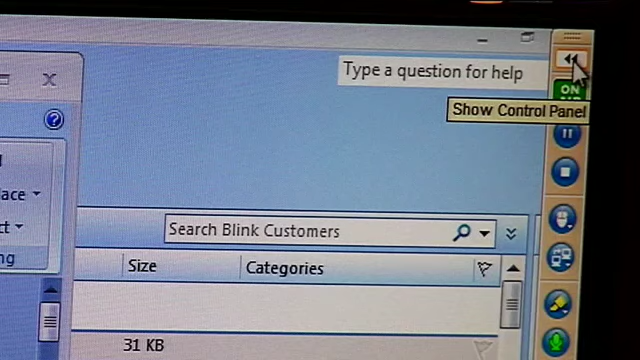 Type a question for help
ON
Show Control Panel
Search Blink Customers
Size
Categories
31 KB